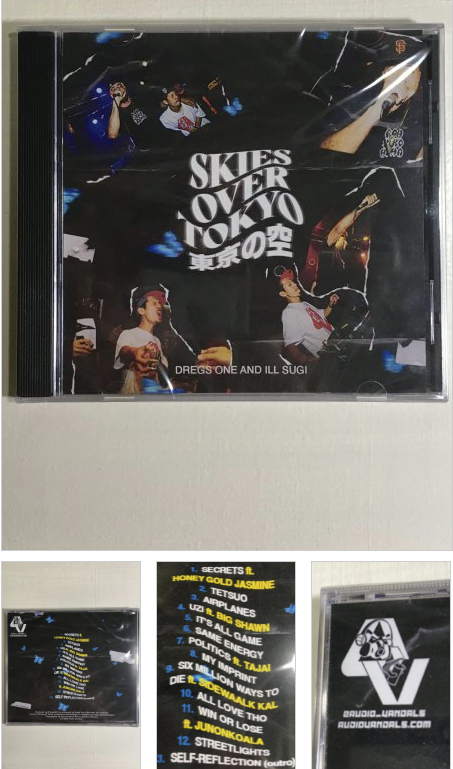 SKIES
OVER
TOKYO
東京の空
DREGS ONE AND ILL SUGI
1. SECRETS ft.
HONEY GOLD JASMINE
2. TETSUO
3. AIRPLANES
4. UZI ft. BIG SHAWN
5. IT'S ALL GAME
6. SAME ENERGY
7. POLITICS ft. TAJAI
8. MY IMPRINT
9. SIX MILLION WAYS TO
DIE ft. SIDEWAALK KAL
10. ALL LOVE THO
11. WIN OR LOSE
ft. JUNONKOALA
12. STREETLIGHTS
3. SELF-REFLECTION (outro)
@AUDIO_VANDALS
AUDIOVANDALS.COM